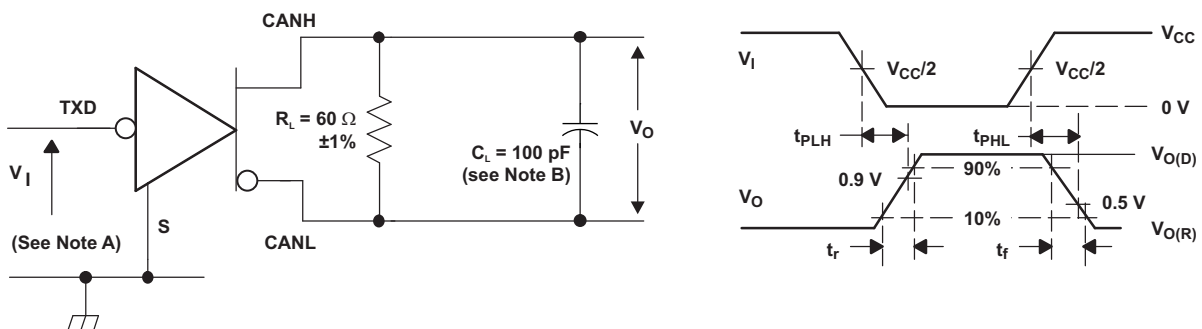 CANH
TXD
R_L = 60 Ω
±1%
C_L = 100 pF
(see Note B)
V_O
V_I
(See Note A)
S
CANL
V_I
V_CC/2
V_CC/2
V_CC
0 V
t_PLH
t_PHL
V_O
0.9 V
90%
10%
0.5 V
V_O(D)
V_O(R)
t_r
t_f